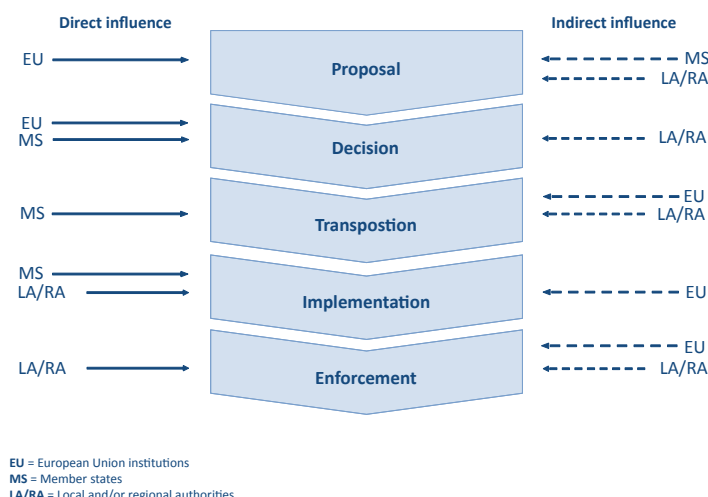 Direct influence
Indirect influence
EU
Proposal
MS
LA/RA
EU
MS
Decision
LA/RA
MS
Transpostion
EU
LA/RA
MS
LA/RA
Implementation
EU
LA/RA
Enforcement
EU
LA/RA
EU = European Union institutions
MS = Member states
LA/RA = Local and/or regional authorities